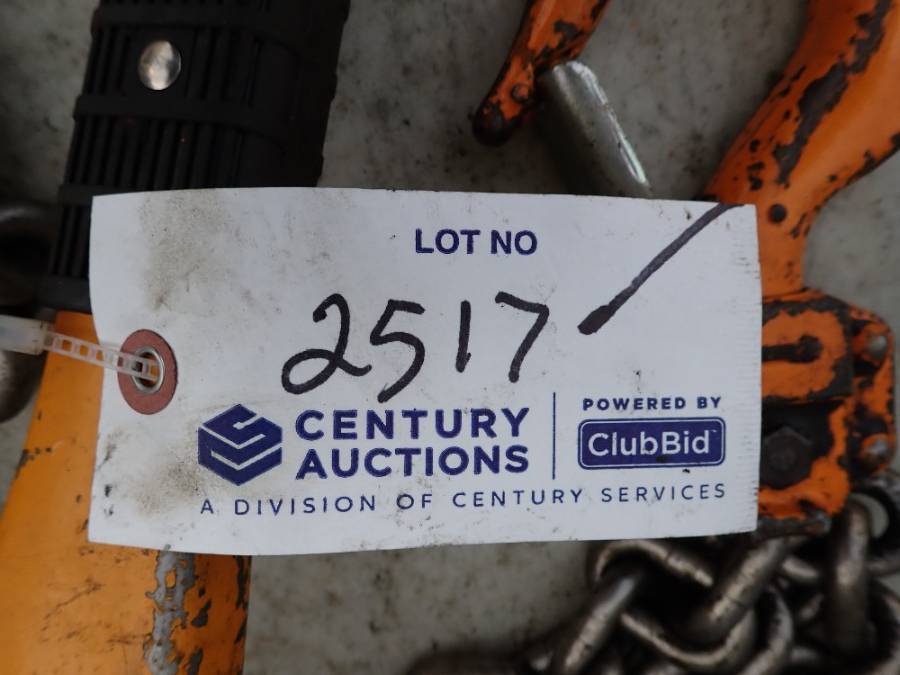 LOT NO
2517
CENTURY
AUCTIONS
POWERED BY
ClubBid
A DIVISION OF CENTURY SERVICES